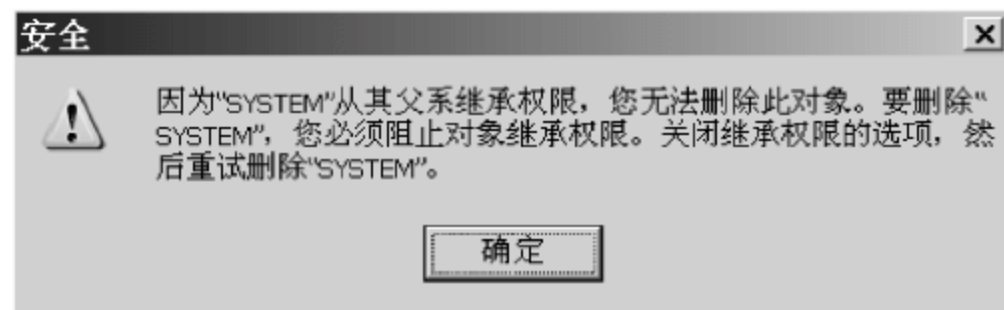 安全
因为"SYSTEM"从其父系继承权限，您无法删除此对象。要删除"
SYSTEM"，您必须阻止对象继承权限。关闭继承权限的选项，然
后重试删除"SYSTEM"。
确定